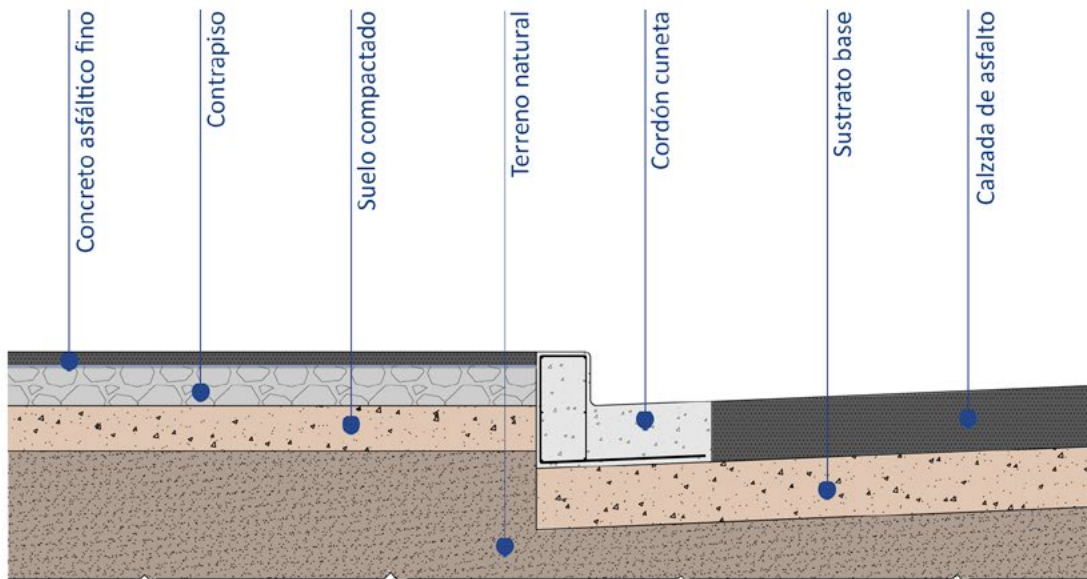 Concreto asfáltico fino
Contrapiso
Suelo compactado
Terreno natural
Cordón cuneta
Sustrato base
Calzada de asfalto